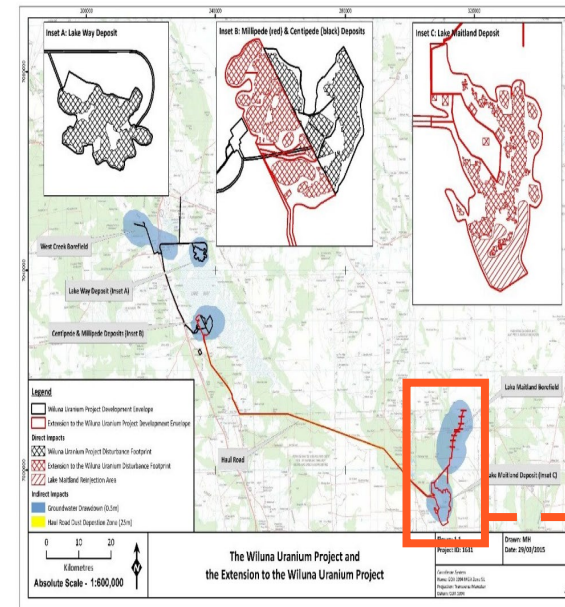 Inset A: Lake Way Deposit
Inset B: Millipede (red) & Centipede (black) Deposits
Inset C: Lake Maitland Deposit
West Creek Borefield
Lake Way Deposit (Inset A)
Centipede & Millipede Deposits (Inset B)
Haul Road
Lake Maitland Borefield
Lake Maitland Deposit (Inset C)
Legend
Wiluna Uranium Project Development Envelope
Extension to the Wiluna Uranium Project Development Envelope
Direct Impacts
Wiluna Uranium Project Disturbance Footprint
Extension to the Wiluna Uranium Disturbance Footprint
Lake Maitland Reinjection Area
Indirect Impacts
Groundwater Drawdown (0.5m)
Haul Road Dust Deposition Zone (25m)
0 10 20
Kilometres
Absolute Scale - 1:600,000
N
The Wiluna Uranium Project and
the Extension to the Wiluna Uranium Project
Project ID: 1631
Drawn: MH
Date: 29/03/2015